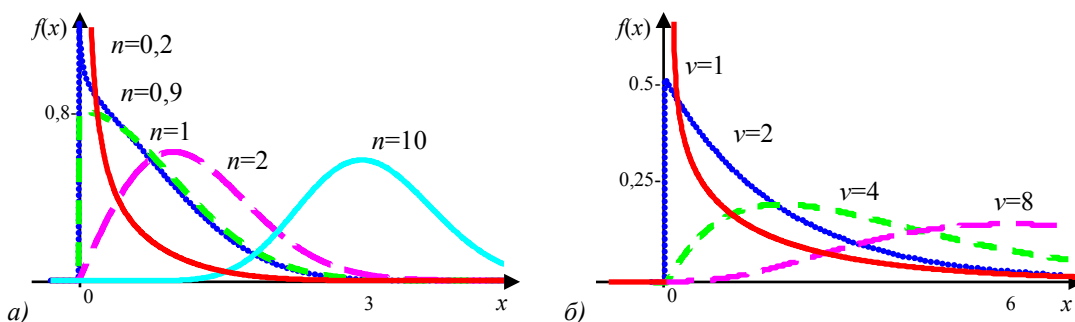 f(x)
n=0,2
n=0,9
0,8
n=1
n=2
n=10
0
3
x
а)
f(x)
v=1
0.5
v=2
0,25
v=4
v=8
0
6
x
б)